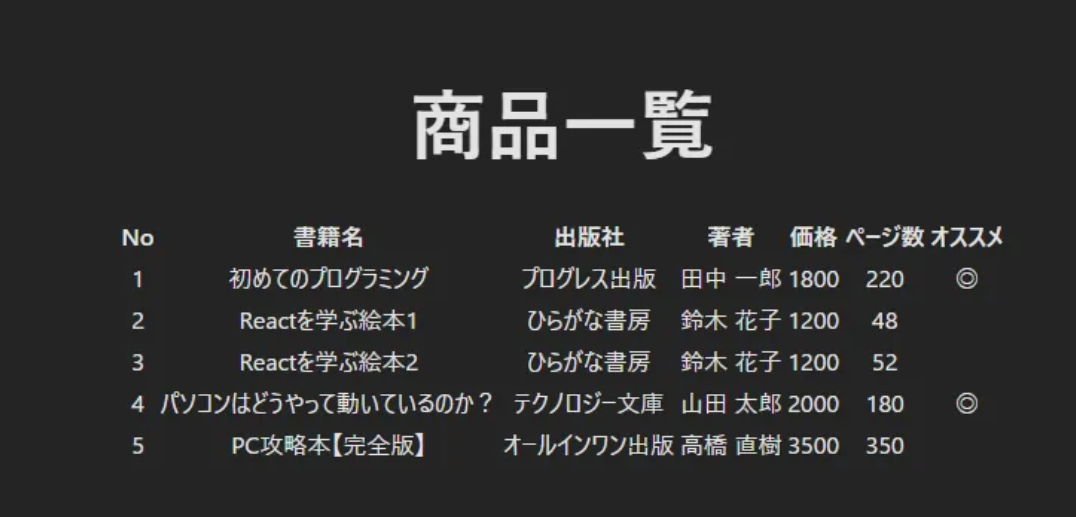 商品一覧
No 書籍名 出版社 著者 価格 ページ数 オススメ
1 初めてのプログラミング プログレス出版 田中 一郎 1800 220 ◎
2 Reactを学ぶ絵本1 ひらがな書房 鈴木 花子 1200 48
3 Reactを学ぶ絵本2 ひらがな書房 鈴木 花子 1200 52
4 パソコンはどうやって動いているのか？ テクノロジー文庫 山田 太郎 2000 180 ◎
5 PC攻略本【完全版】 オールインワン出版 高橋 直樹 3500 350